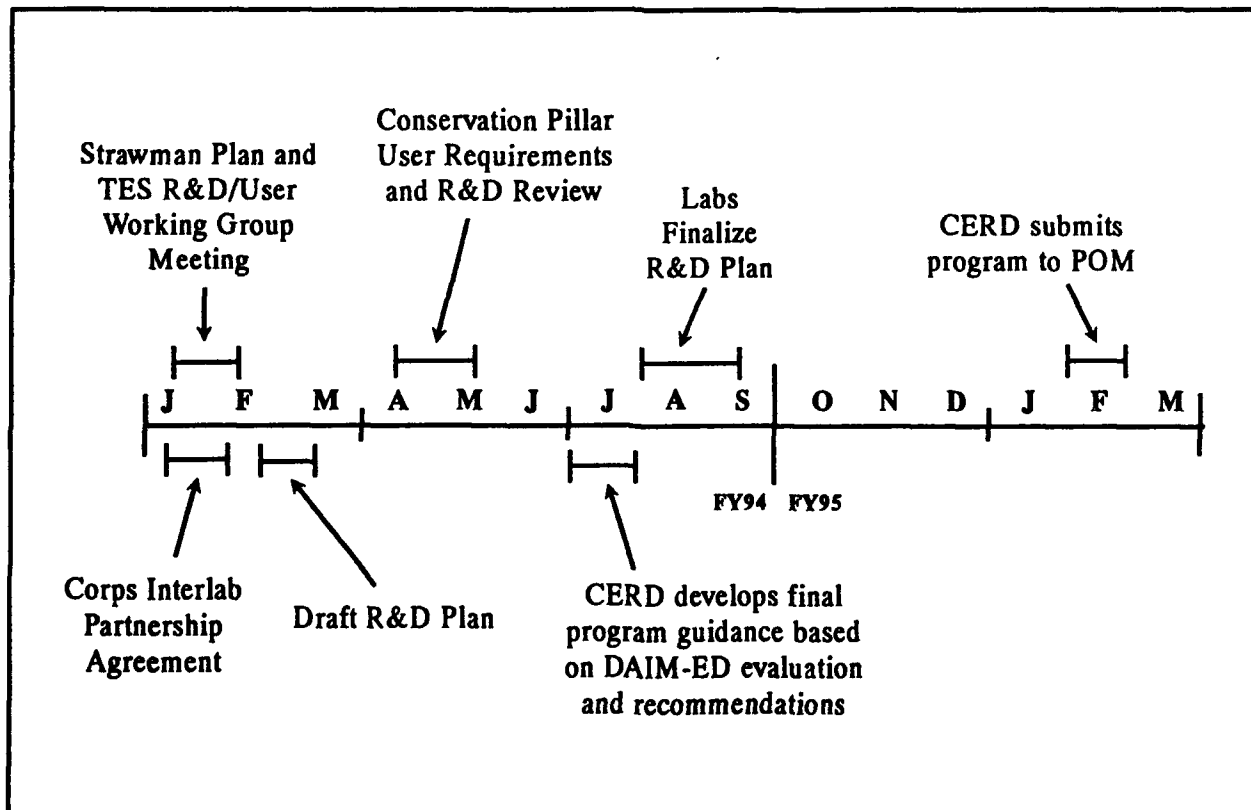 Strawman Plan and
TES R&D/User
Working Group
Meeting
Conservation Pillar
User Requirements
and R&D Review
Labs
Finalize
R&D Plan
CERD submits
program to POM
J F M A M J J A S O N D J F M
FY94 FY95
Corps Interlab
Partnership
Agreement
Draft R&D Plan
CERD develops final
program guidance based
on DAIM-ED evaluation
and recommendations